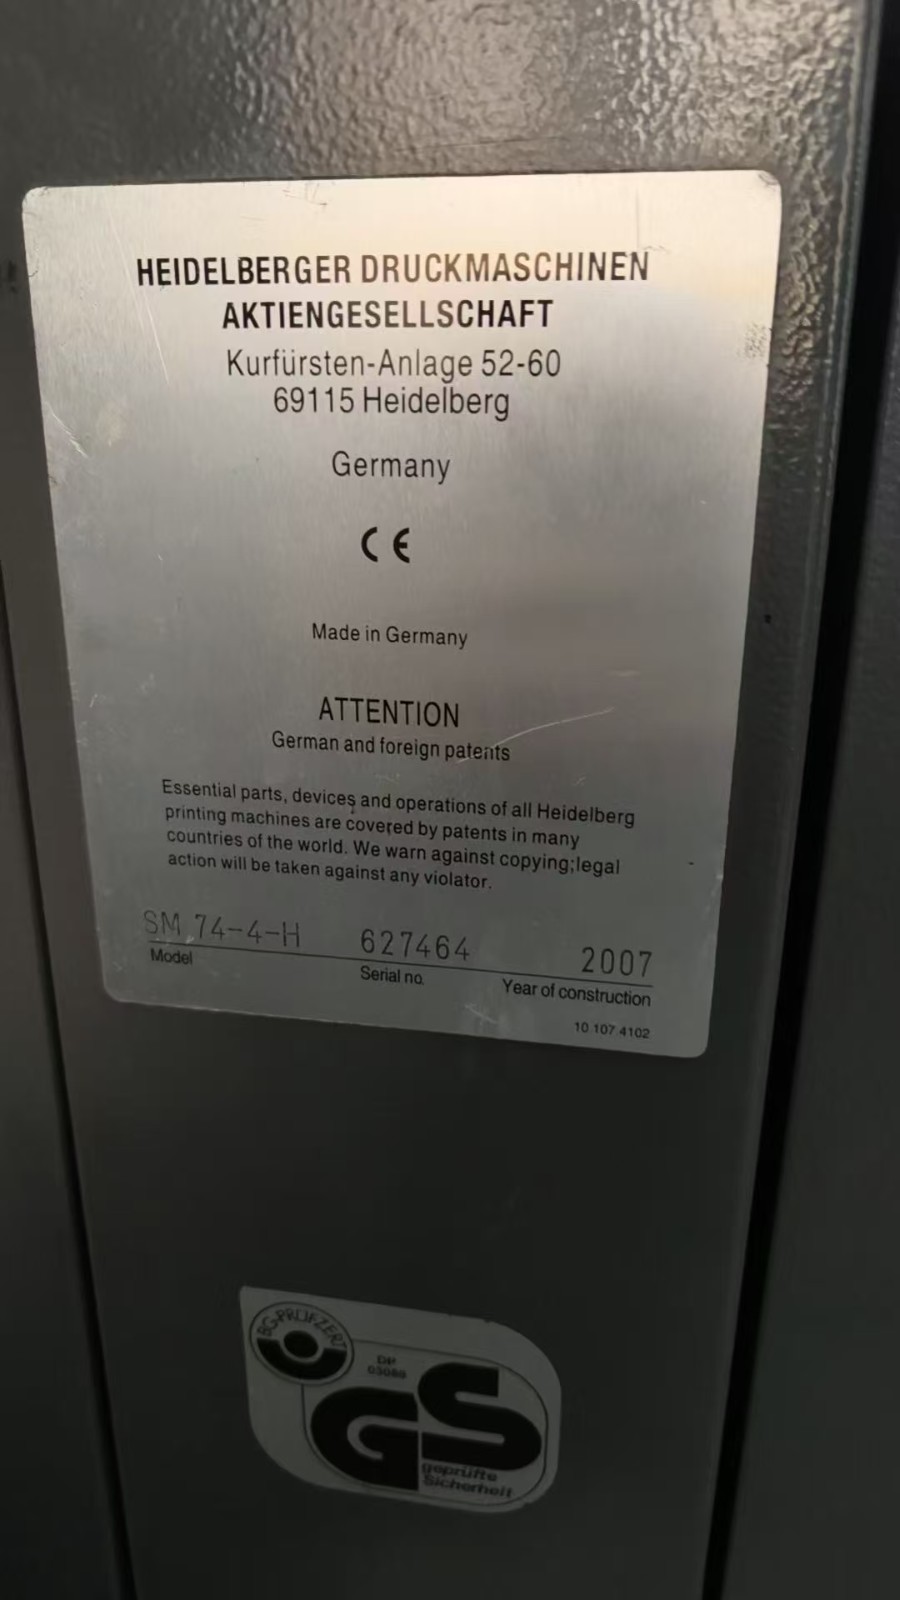 HEIDELBERGER DRUCKMASCHINEN
AKTIENGESELLSCHAFT
Kurfürsten-Anlage 52-60
69115 Heidelberg
Germany
CE
Made in Germany
ATTENTION
German and foreign patents
Essential parts, devices and operations of all Heidelberg
printing machines are covered by patents in many
countries of the world. We warn against copying;legal
action will be taken against any violator.
SM 74-4-H 627464 2007
Model Serial no. Year of construction
10 107 4102
BG-PRÜFZERT
DP
05086
GS
geprüfte
Sicherheit